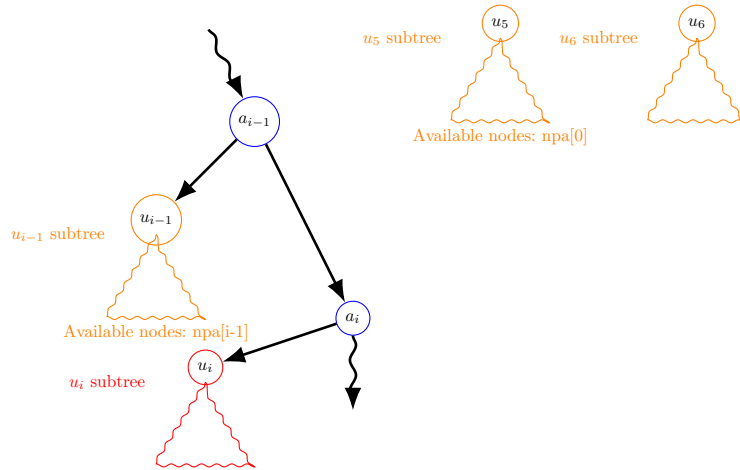 u₅
u₆
u₅ subtree
u₆ subtree
aᵢ₋₁
Available nodes: npa[0]
uᵢ₋₁
uᵢ₋₁ subtree
aᵢ
Available nodes: npa[i-1]
uᵢ
uᵢ subtree